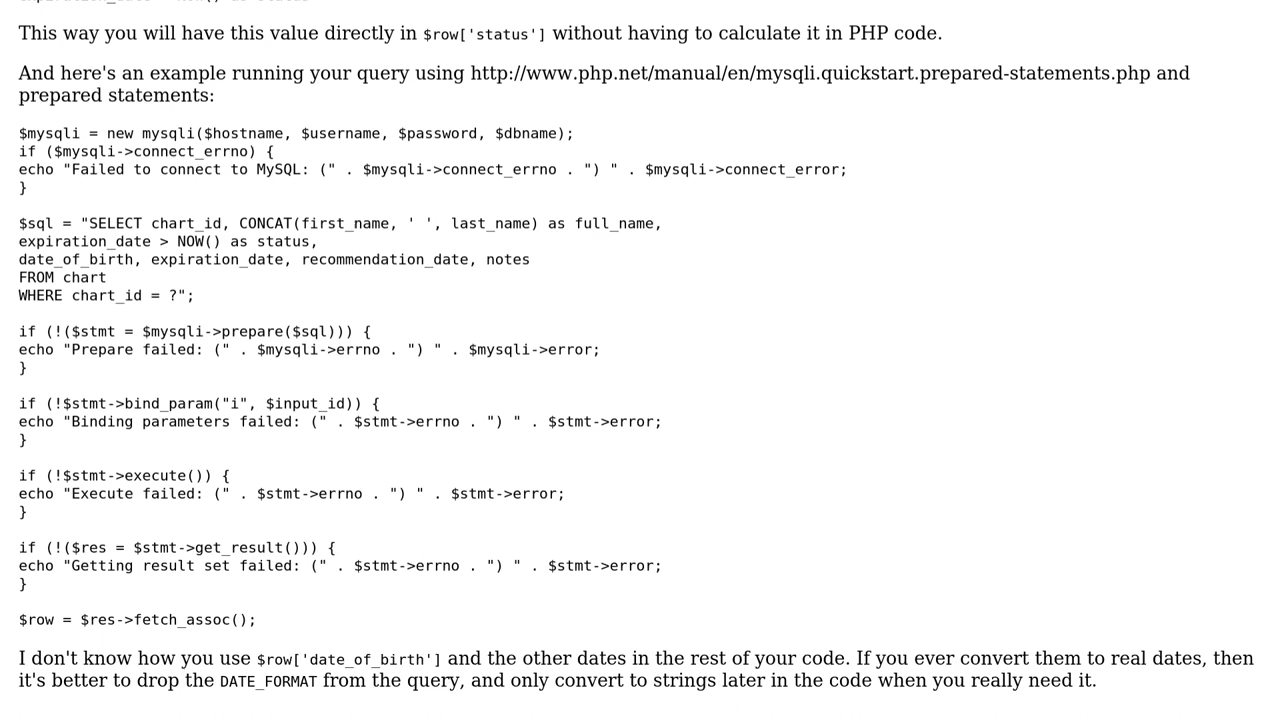 This way you will have this value directly in $row['status'] without having to calculate it in PHP code.
And here's an example running your query using http://www.php.net/manual/en/mysqli.quickstart.prepared-statements.php and
prepared statements:
$mysqli = new mysqli($hostname, $username, $password, $dbname);
if ($mysqli->connect_errno) {
echo "Failed to connect to MySQL: (" . $mysqli->connect_errno . ") " . $mysqli->connect_error;
}
$sql = "SELECT chart_id, CONCAT(first_name, ' ', last_name) as full_name,
expiration_date > NOW() as status,
date_of_birth, expiration_date, recommendation_date, notes
FROM chart
WHERE chart_id = ?";
if (!($stmt = $mysqli->prepare($sql))) {
echo "Prepare failed: (" . $mysqli->errno . ") " . $mysqli->error;
}
if (!$stmt->bind_param("i", $input_id)) {
echo "Binding parameters failed: (" . $stmt->errno . ") " . $stmt->error;
}
if (!$stmt->execute()) {
echo "Execute failed: (" . $stmt->errno . ") " . $stmt->error;
}
if (!($res = $stmt->get_result())) {
echo "Getting result set failed: (" . $stmt->errno . ") " . $stmt->error;
}
$row = $res->fetch_assoc();
I don't know how you use $row['date_of_birth'] and the other dates in the rest of your code. If you ever convert them to real dates, then
it's better to drop the DATE_FORMAT from the query, and only convert to strings later in the code when you really need it.